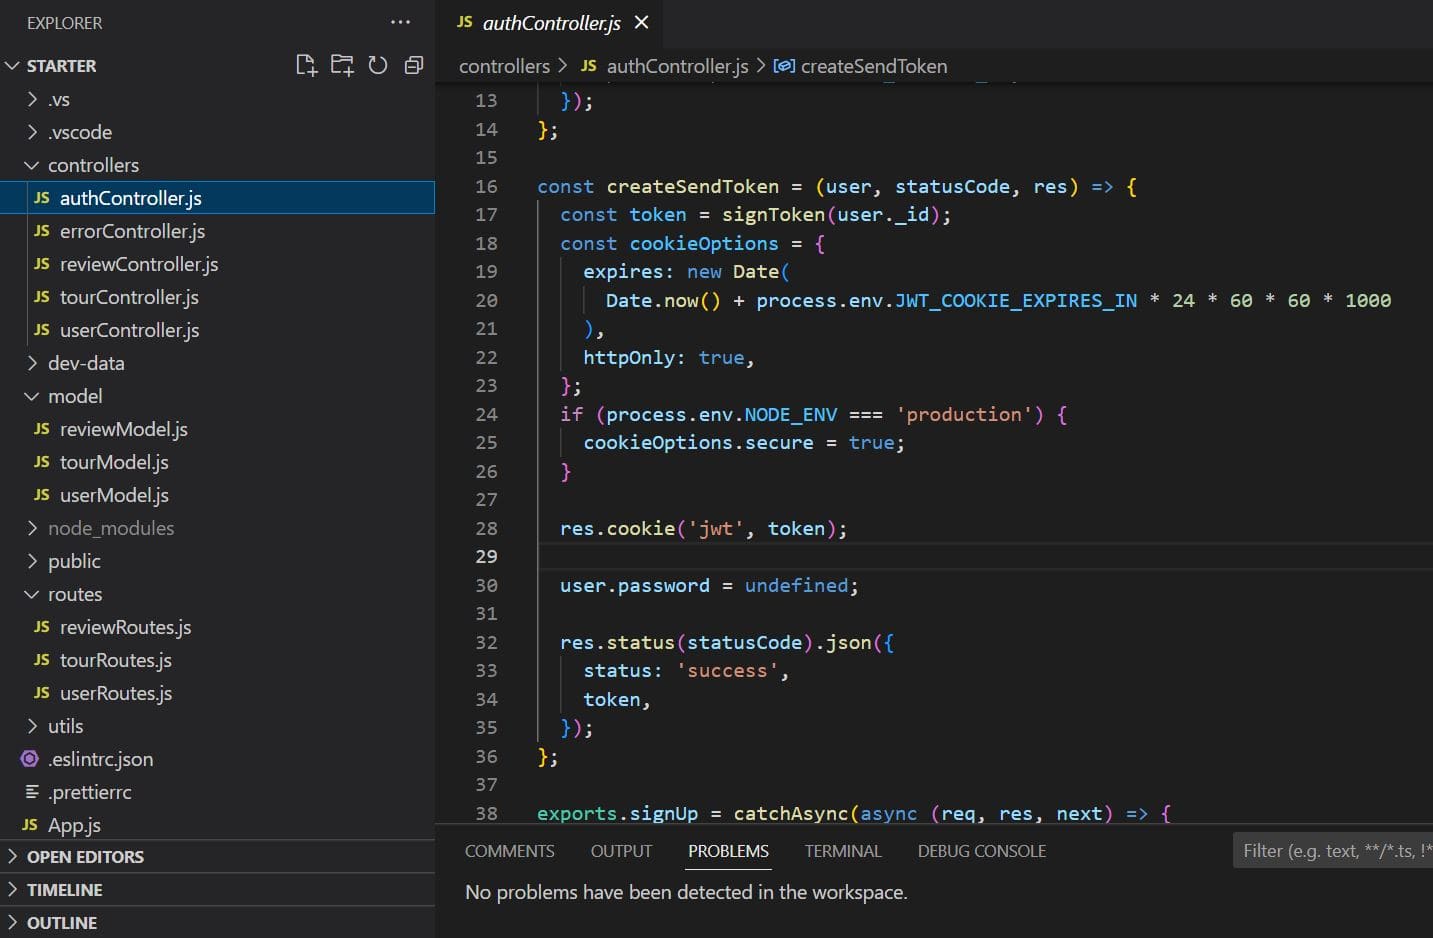 EXPLORER
STARTER
.vs
.vscode
controllers
JS authController.js
JS errorController.js
JS reviewController.js
JS tourController.js
JS userController.js
dev-data
model
JS reviewModel.js
JS tourModel.js
JS userModel.js
node_modules
public
routes
JS reviewRoutes.js
JS tourRoutes.js
JS userRoutes.js
utils
.eslintrc.json
.prettierrc
JS App.js
OPEN EDITORS
TIMELINE
OUTLINE
JS authController.js
controllers > JS authController.js > createSendToken
13 });
14 };
15
16 const createSendToken = (user, statusCode, res) => {
17 const token = signToken(user._id);
18 const cookieOptions = {
19 expires: new Date(
20 Date.now() + process.env.JWT_COOKIE_EXPIRES_IN * 24 * 60 * 60 * 1000
21 ),
22 httpOnly: true,
23 };
24 if (process.env.NODE_ENV === 'production') {
25 cookieOptions.secure = true;
26 }
27
28 res.cookie('jwt', token);
29
30 user.password = undefined;
31
32 res.status(statusCode).json({
33 status: 'success',
34 token,
35 });
36 };
37
38 exports.signUp = catchAsync(async (req, res, next) => {
COMMENTS OUTPUT PROBLEMS TERMINAL DEBUG CONSOLE
Filter (e.g. text, **/*.ts, !*
No problems have been detected in the workspace.